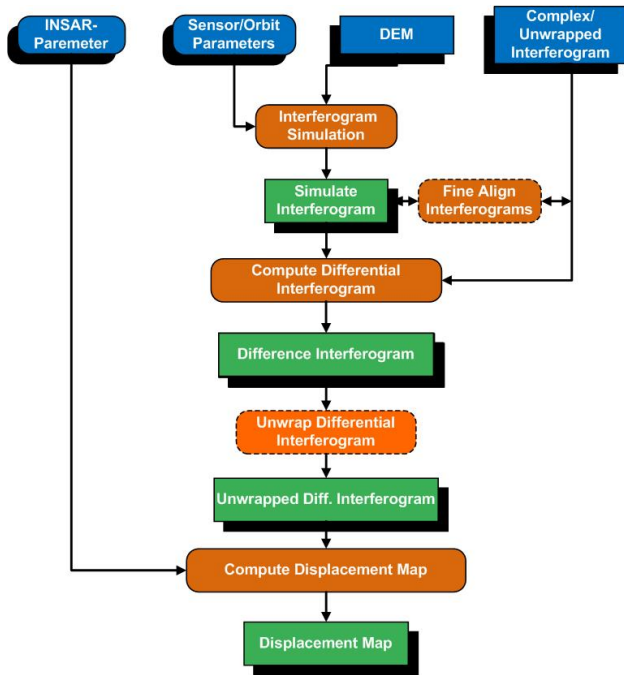 INSAR-
Paremeter
Sensor/Orbit
Parameters
DEM
Complex/
Unwrapped
Interferogram
Interferogram
Simulation
Simulate
Interferogram
Fine Align
Interferograms
Compute Differential
Interferogram
Difference Interferogram
Unwrap Differential
Interferogram
Unwrapped Diff. Interferogram
Compute Displacement Map
Displacement Map